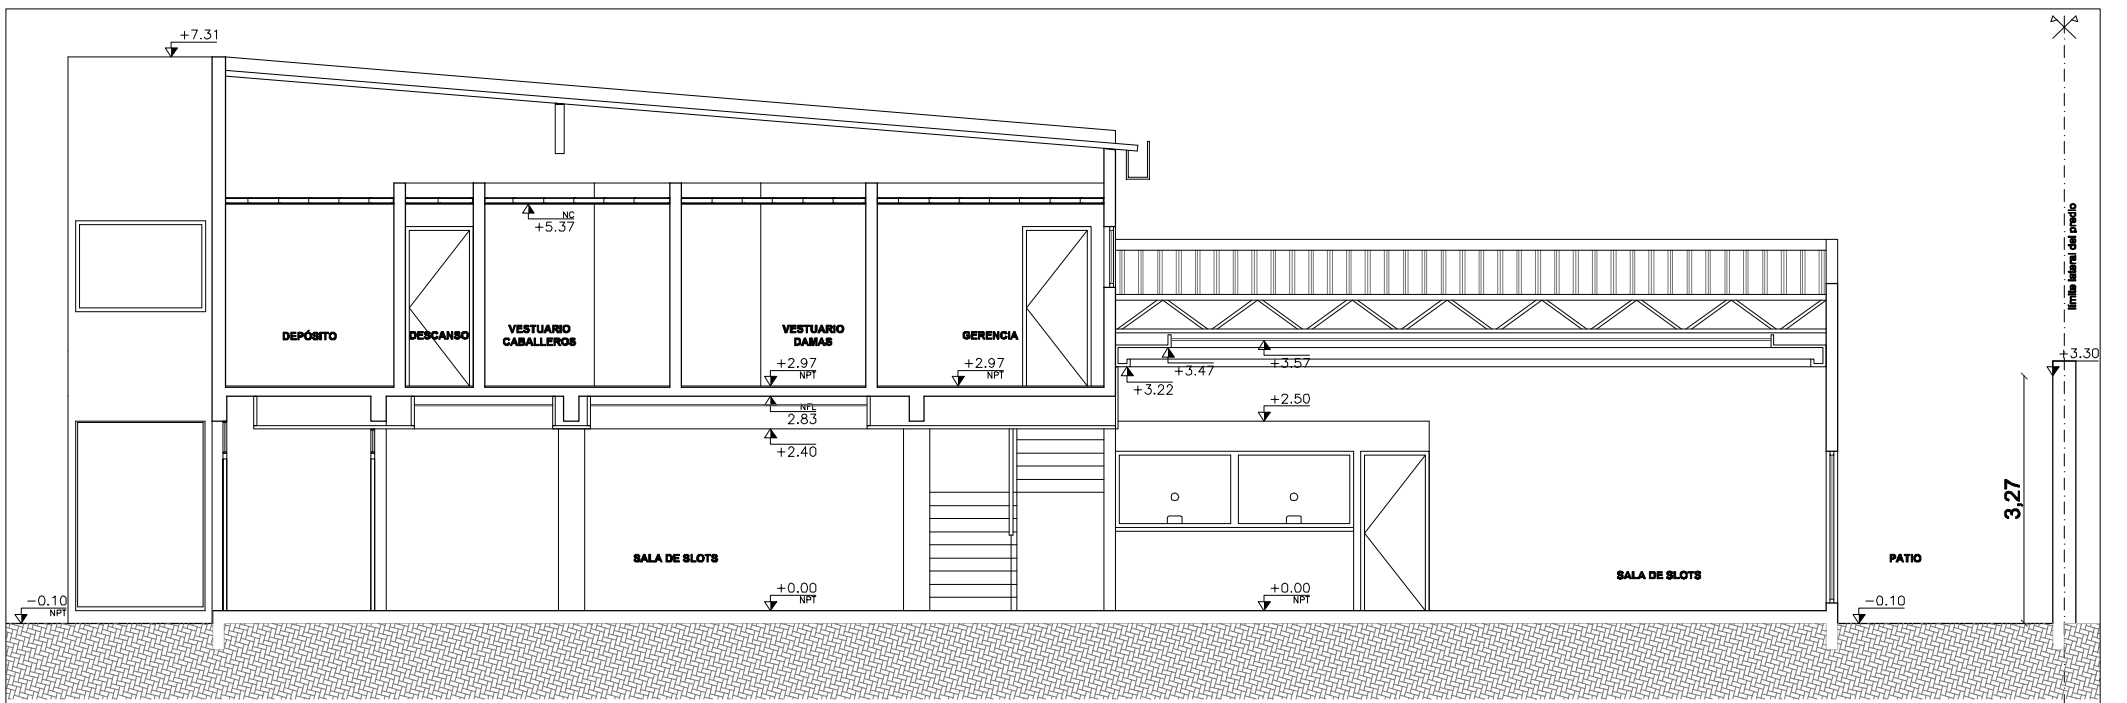 +7.31
límite lateral del predio
NC
+5.37
DEPÓSITO
DESCANSO
VESTUARIO
CABALLEROS
VESTUARIO
DAMAS
GERENCIA
+2.97
NPT
+2.97
NPT
+3.57
+3.47
+3.22
+3.30
NFL
2.83
+2.50
+2.40
3,27
SALA DE SLOTS
PATIO
SALA DE SLOTS
+0.00
NPT
+0.00
NPT
-0.10
NPT
-0.10